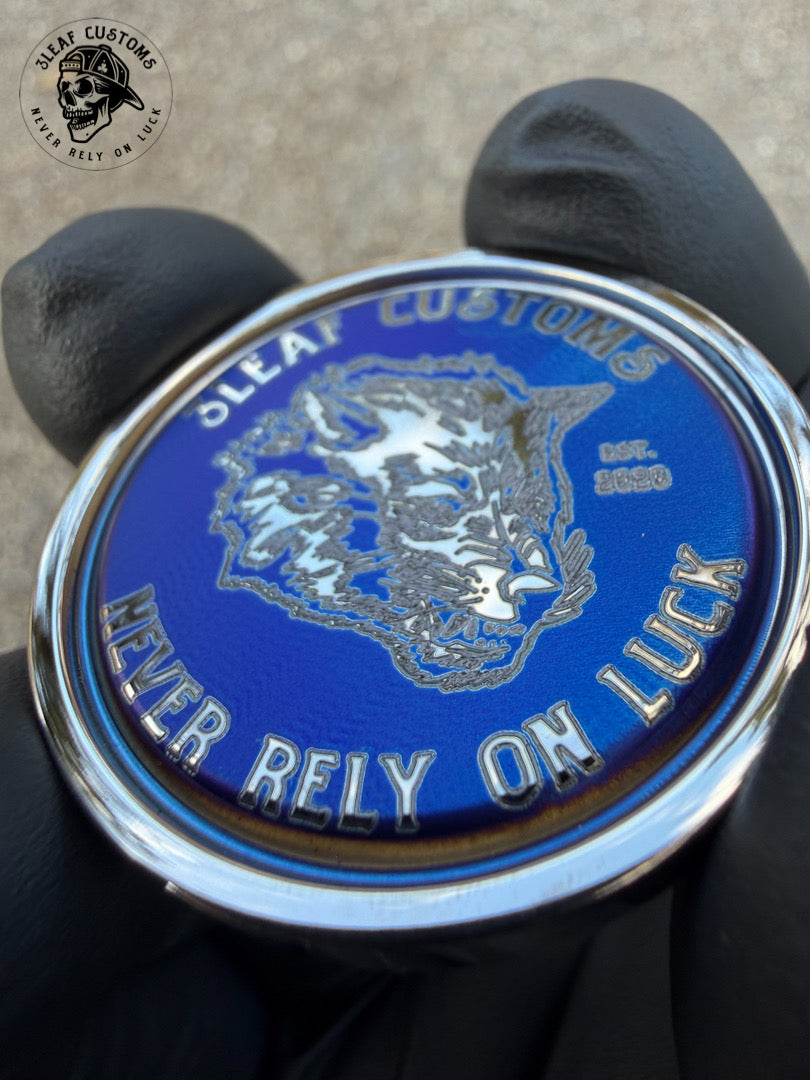 3LEAF CUSTOMS
NEVER RELY ON LUCK
3LEAF CUSTOMS
EST.
2020
NEVER RELY ON LUCK